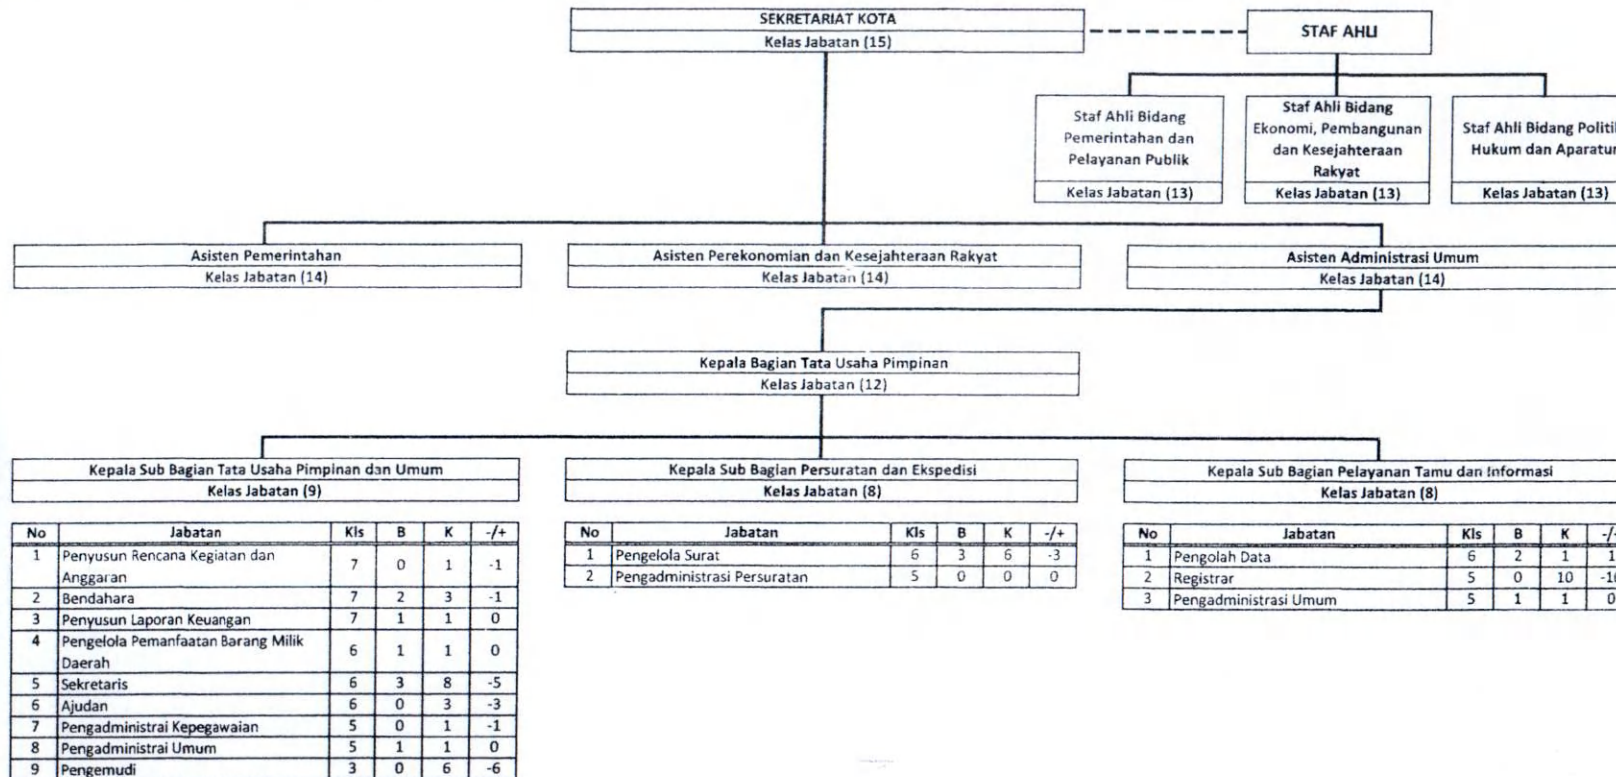 SEKRETARIAT KOTA
Kelas Jabatan (15)
STAF AHLI
Staf Ahli Bidang
Pemerintahan dan
Pelayanan Publik
Kelas Jabatan (13)
Staf Ahli Bidang
Ekonomi, Pembangunan
dan Kesejahteraan
Rakyat
Kelas Jabatan (13)
Staf Ahli Bidang
Hukum dan Aparatur
Kelas Jabatan (13)
Asisten Pemerintahan
Kelas Jabatan (14)
Asisten Perekonomian dan Kesejahteraan Rakyat
Kelas Jabatan (14)
Asisten Administrasi Umum
Kelas Jabatan (14)
Kepala Bagian Tata Usaha Pimpinan
Kelas Jabatan (12)
Kepala Sub Bagian Tata Usaha Pimpinan dan Umum
Kelas Jabatan (9)
No Jabatan Kls B K -/+
1 Penyusun Rencana Kegiatan dan
Anggaran 7 0 1 -1
2 Bendahara 7 2 3 -1
3 Penyusun Laporan Keuangan 7 1 1 0
4 Pengelola Pemanfaatan Barang Milik
Daerah 6 1 1 0
5 Sekretaris 6 3 8 -5
6 Ajudan 6 0 3 -3
7 Pengadministrai Kepegawaian 5 0 1 -1
8 Pengadministrai Umum 5 1 1 0
9 Pengemudi 3 0 6 -6
Kepala Sub Bagian Persuratan dan Ekspedisi
Kelas Jabatan (8)
No Jabatan Kls B K -/+
1 Pengelola Surat 6 3 6 -3
2 Pengadministrasi Persuratan 5 0 0 0
Kepala Sub Bagian Pelayanan Tamu dan Informasi
Kelas Jabatan (8)
No Jabatan Kls B K
1 Pengolah Data 6 2 1 1
2 Registrar 5 0 10
3 Pengadministrasi Umum 5 1 1 0